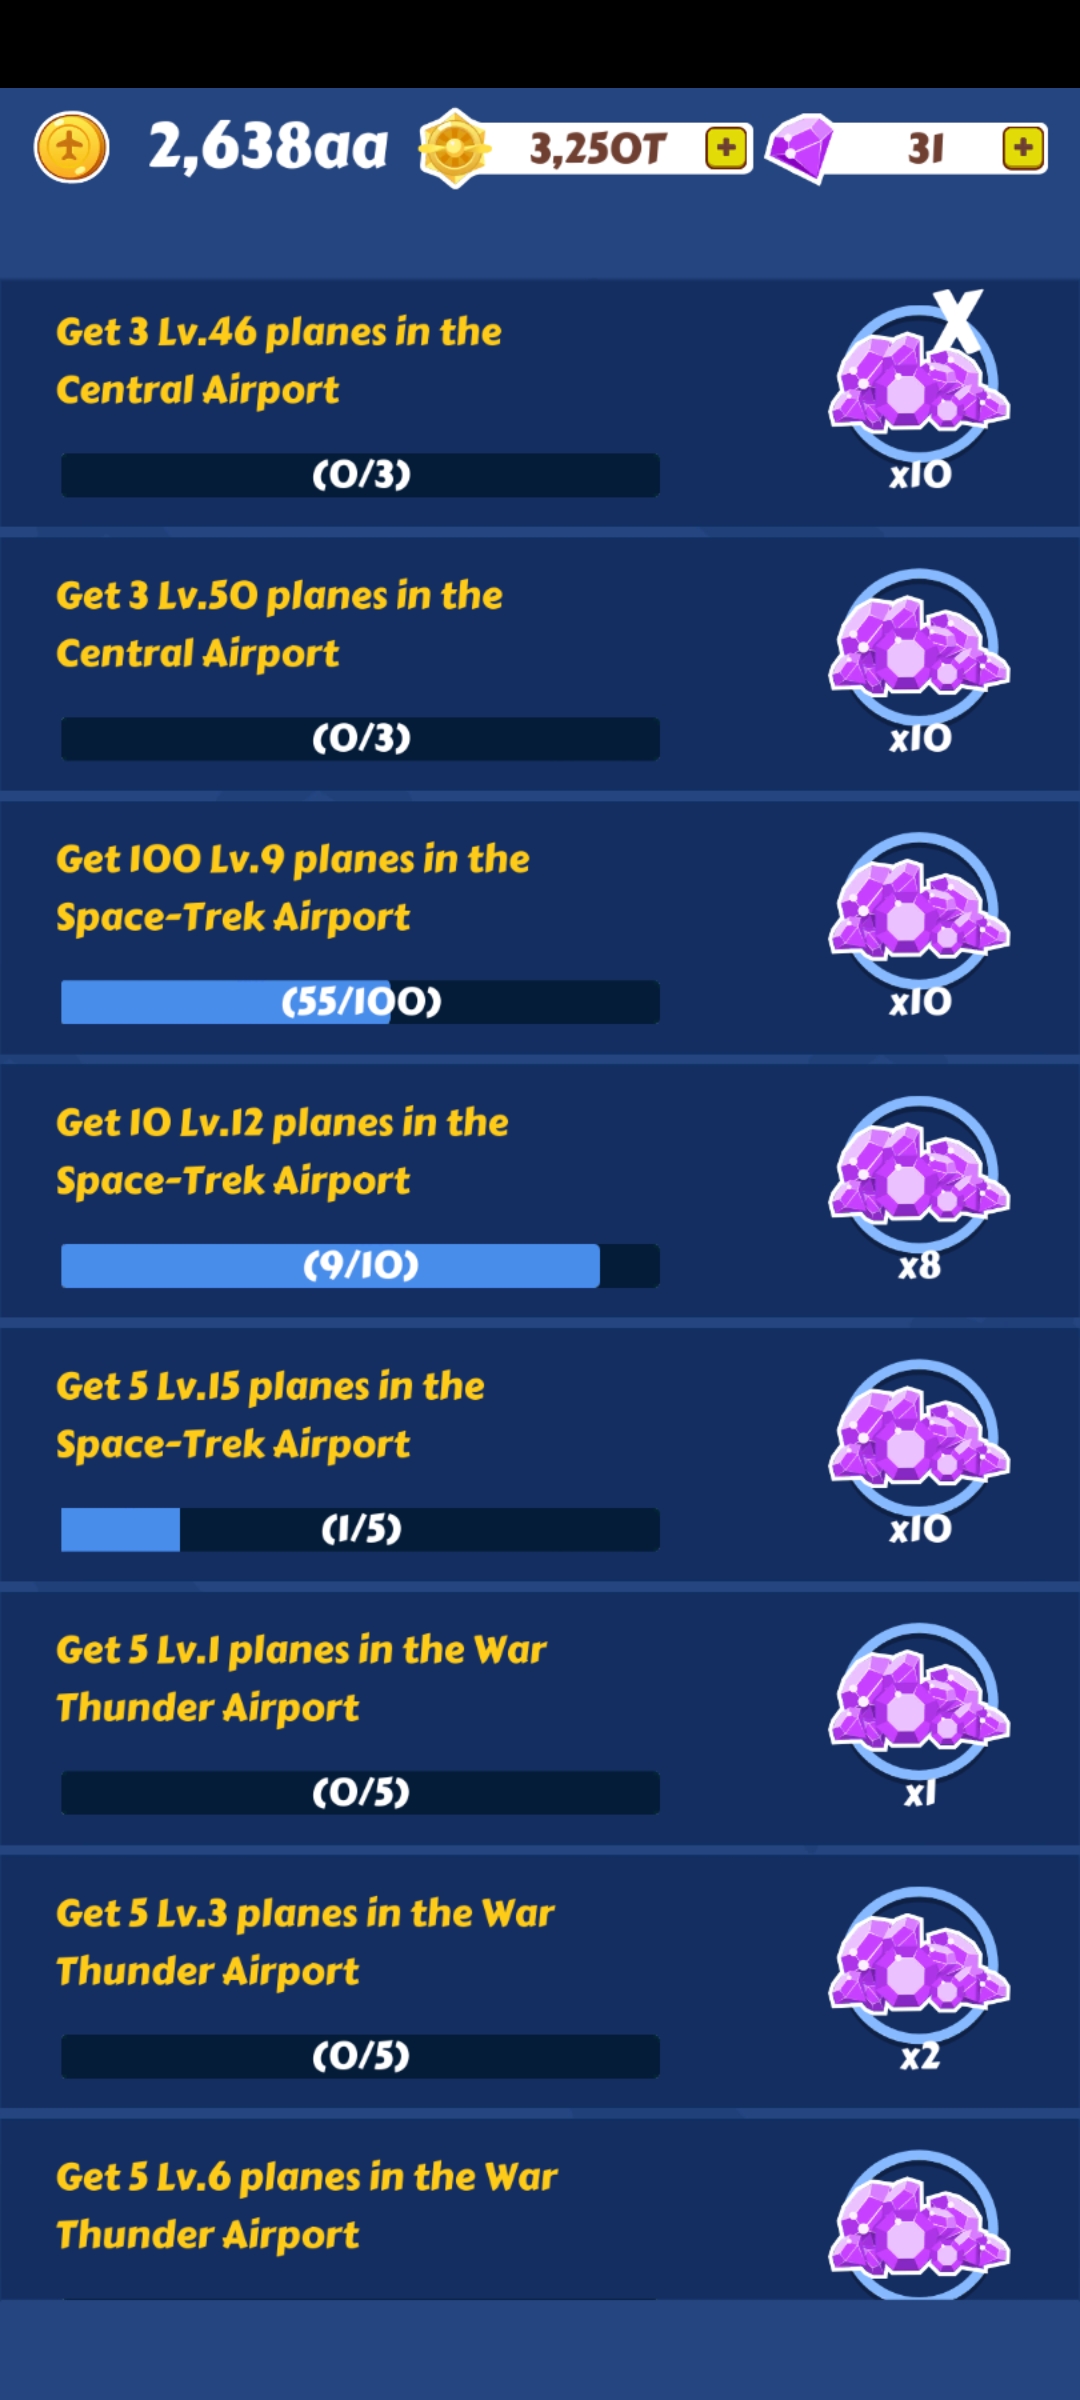 2,638aa 3,250T + 31 +
X
Get 3 Lv.46 planes in the
Central Airport
(0/3)
x10
Get 3 Lv.50 planes in the
Central Airport
(0/3)
x10
Get 100 Lv.9 planes in the
Space-Trek Airport
(55/100)
x10
Get 10 Lv.12 planes in the
Space-Trek Airport
(9/10)
x8
Get 5 Lv.15 planes in the
Space-Trek Airport
(1/5)
x10
Get 5 Lv.1 planes in the War
Thunder Airport
(0/5)
x1
Get 5 Lv.3 planes in the War
Thunder Airport
(0/5)
x2
Get 5 Lv.6 planes in the War
Thunder Airport